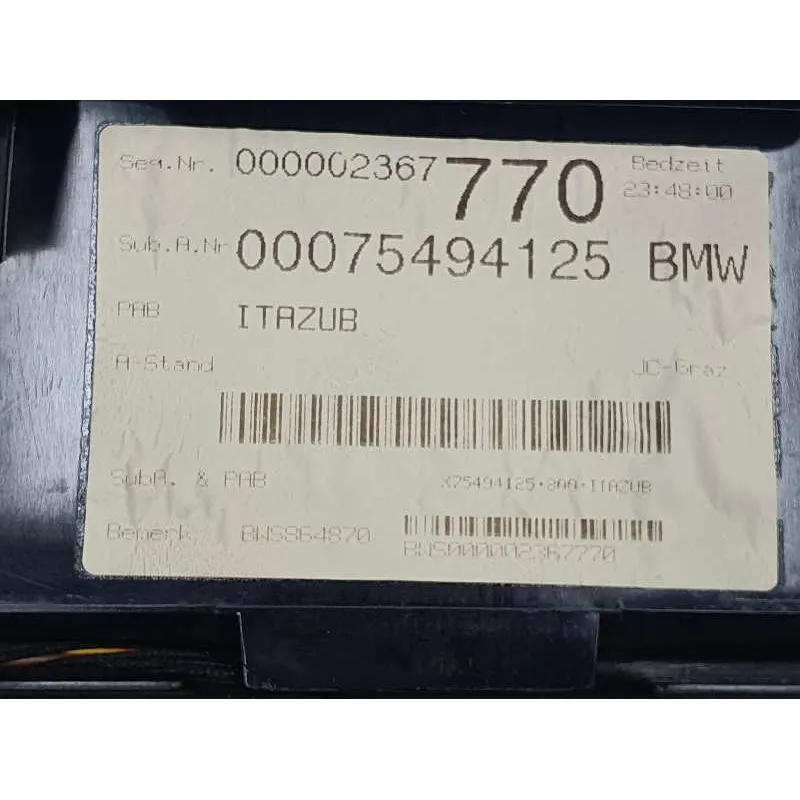 Seq.Nr. 000002367 770 Bedzeit
23:48:00
Sub.A.Nr 00075494125 BMW
PAB ITAZUB
A-Stand JC-Graz
SubA. & PAB X75494125·800·ITAZUB
Bemerk. BWS864870
BWS000002367770